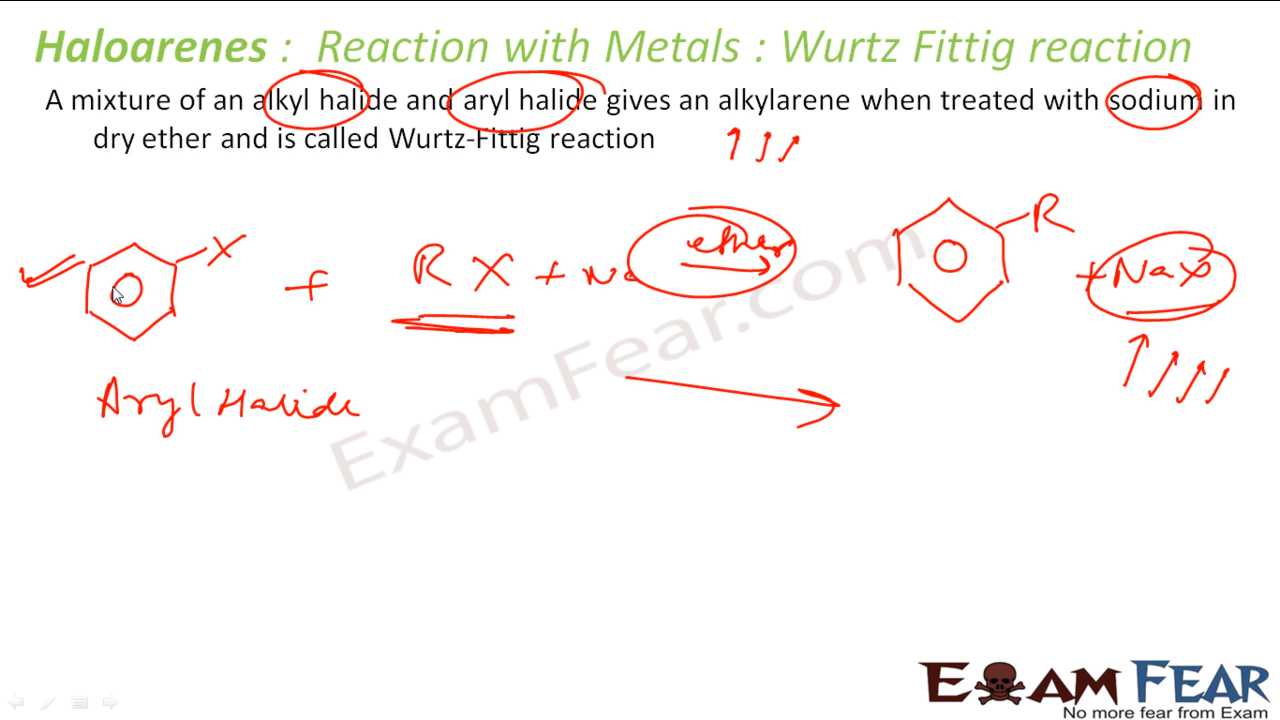 Haloarenes : Reaction with Metals : Wurtz Fittig reaction
A mixture of an alkyl halide and aryl halide gives an alkylarene when treated with sodium in
dry ether and is called Wurtz-Fittig reaction
X + R X + Na ether R + NaX
Aryl Halide
ExamFear.com
EXAM FEAR
No more fear from Exam